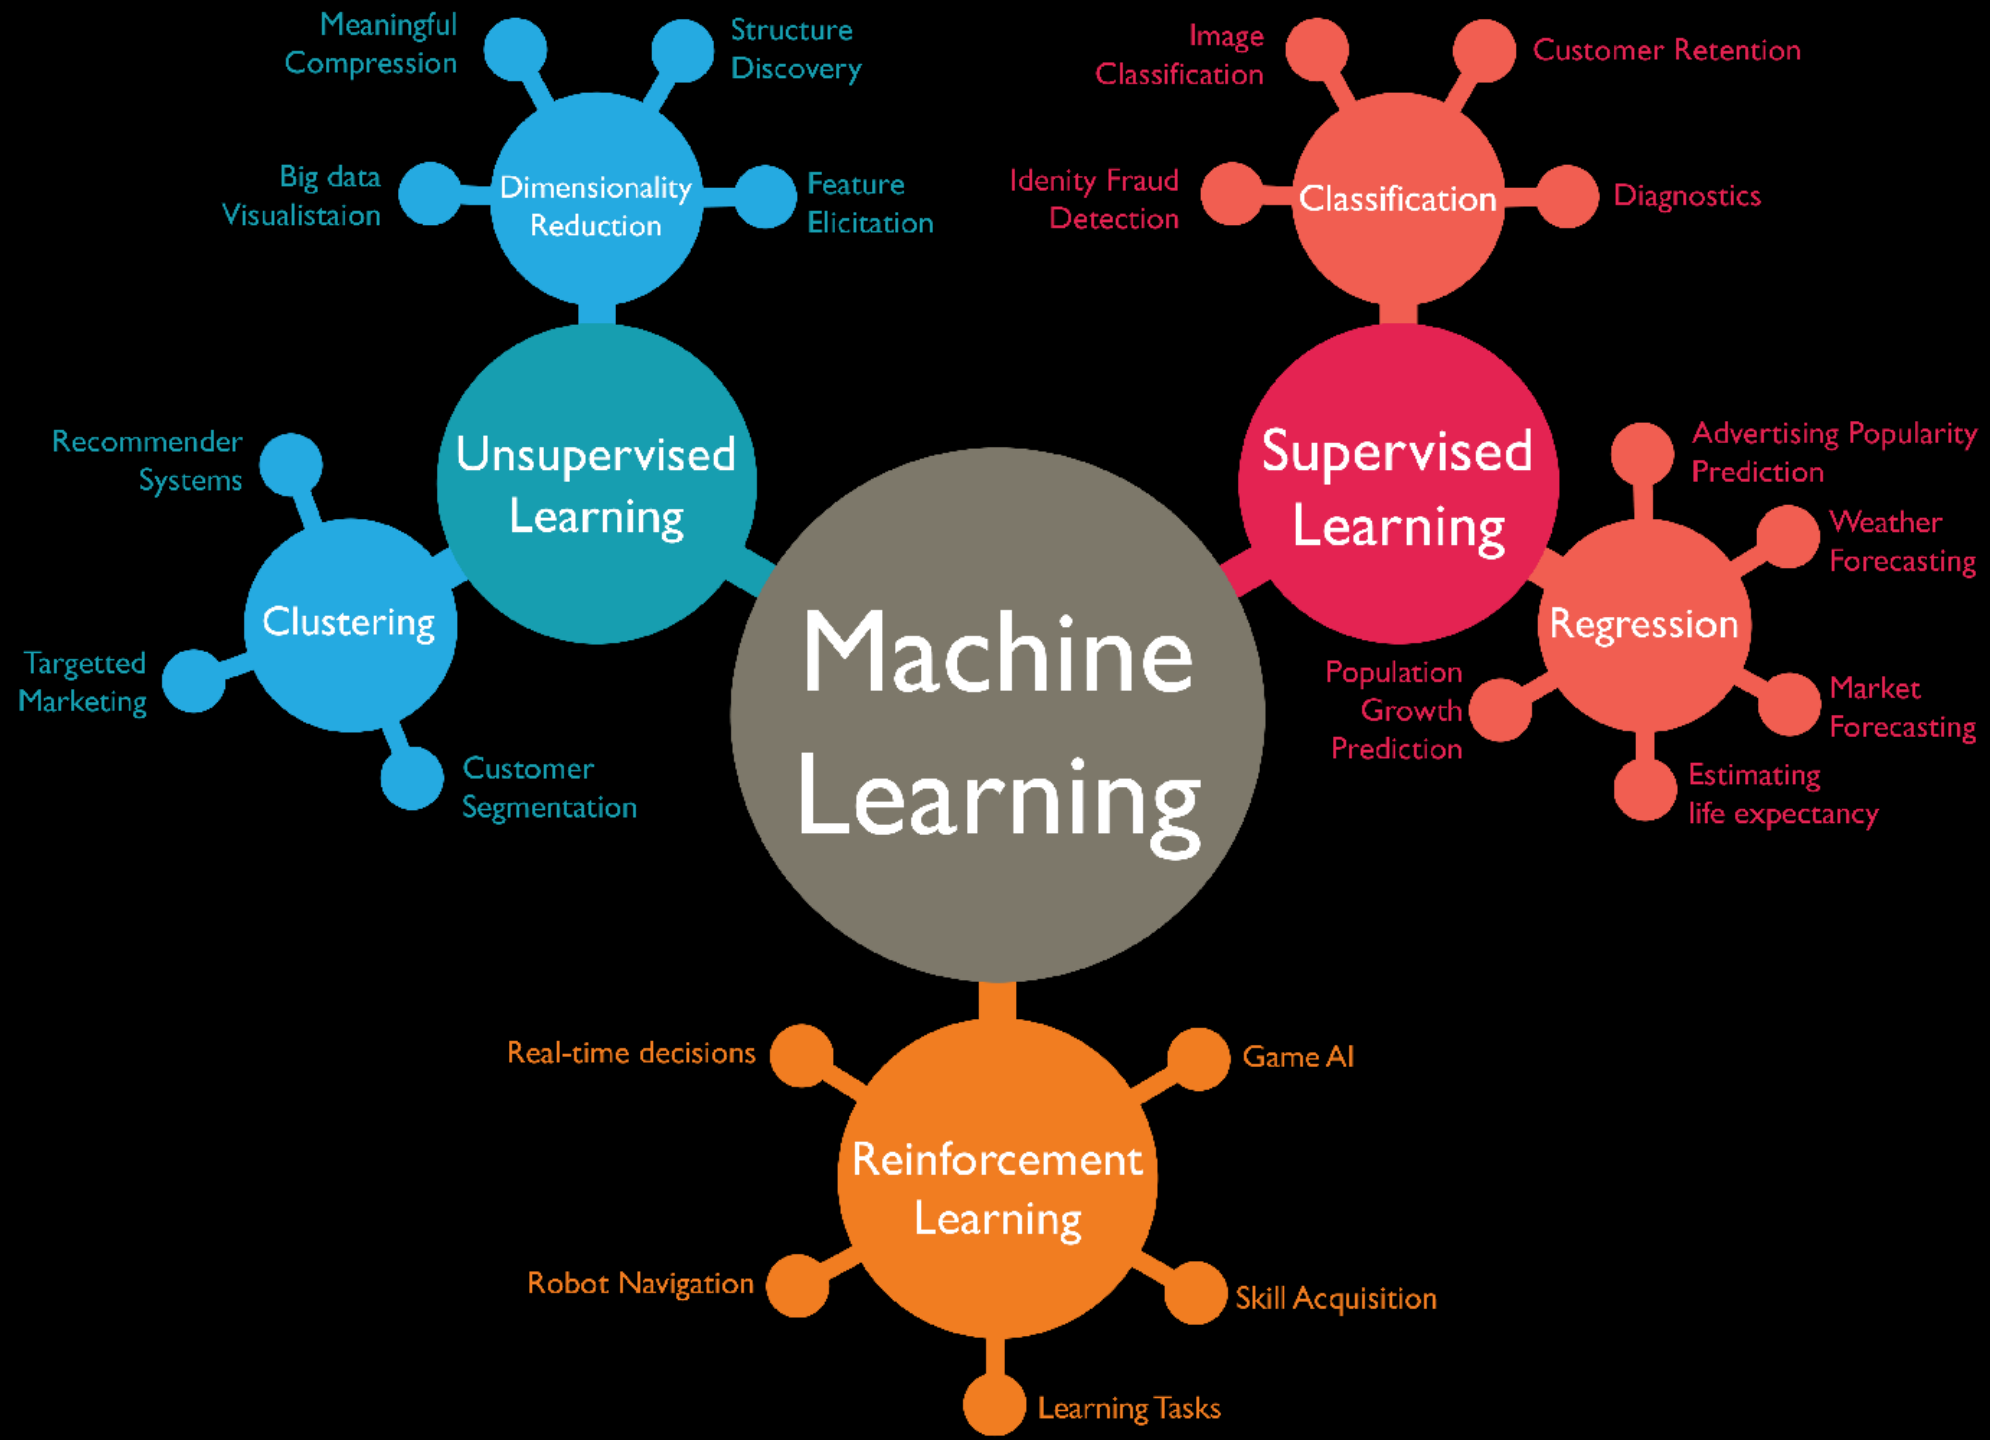 Meaningful
Compression
Structure
Discovery
Big data
Visualistaion
Dimensionality
Reduction
Feature
Elicitation
Image
Classification
Customer Retention
Idenity Fraud
Detection
Classification
Diagnostics
Recommender
Systems
Unsupervised
Learning
Clustering
Targetted
Marketing
Customer
Segmentation
Machine
Learning
Supervised
Learning
Advertising Popularity
Prediction
Weather
Forecasting
Regression
Population
Growth
Prediction
Market
Forecasting
Estimating
life expectancy
Real-time decisions
Game AI
Reinforcement
Learning
Robot Navigation
Skill Acquisition
Learning Tasks